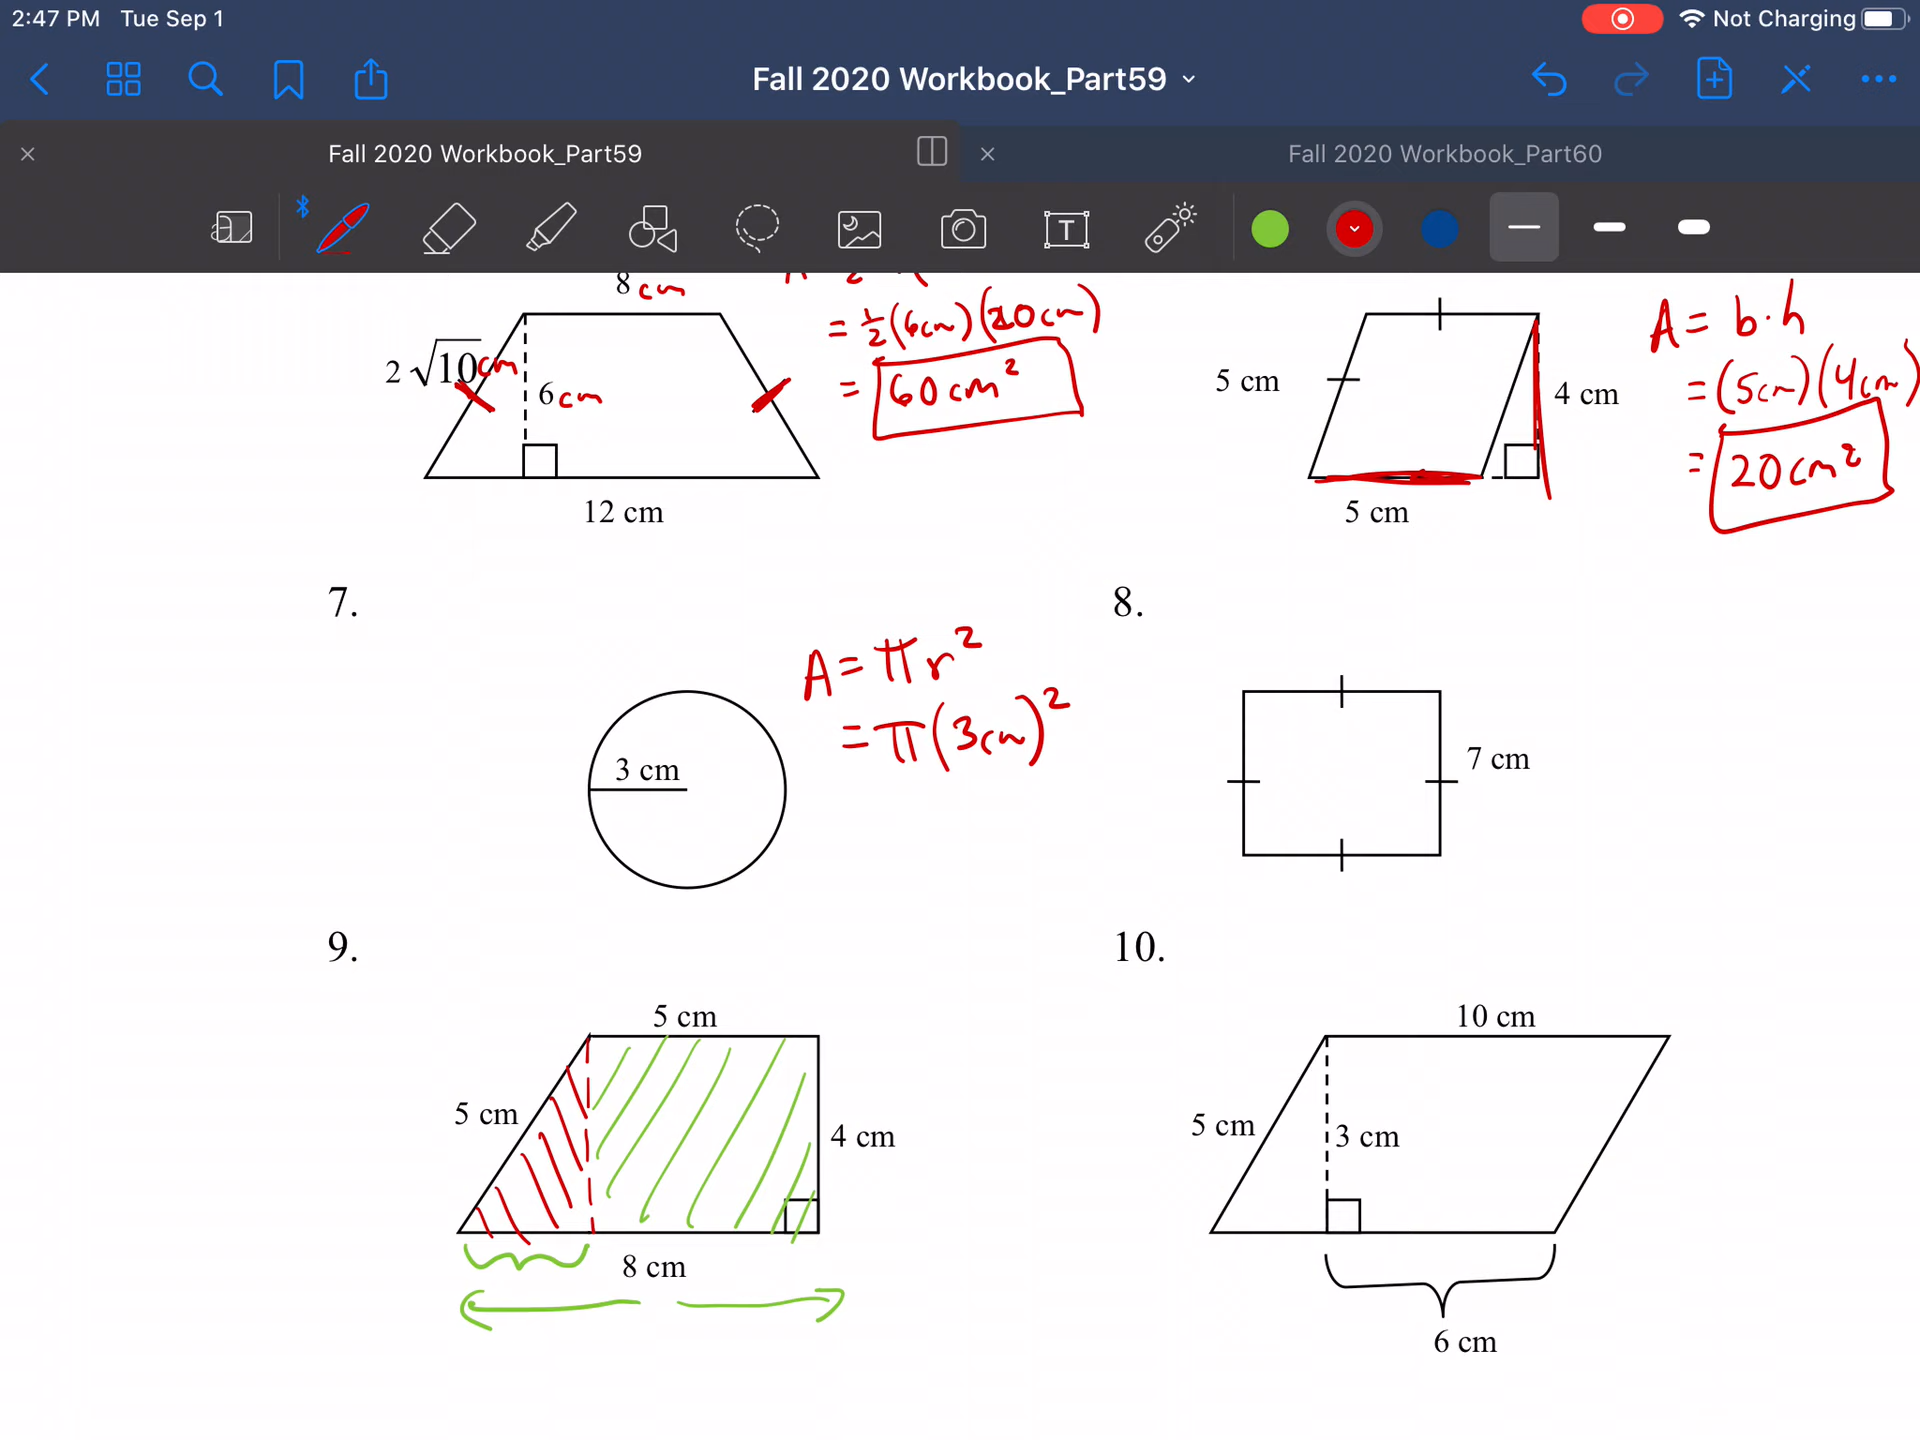 2:47 PM Tue Sep 1
Not Charging
Fall 2020 Workbook_Part59
Fall 2020 Workbook_Part59
Fall 2020 Workbook_Part60
T
8 cm
2 √10 cm
6 cm
12 cm
= 1/2 (6cm)(20cm)
= 60 cm²
5 cm
4 cm
5 cm
A = b·h
= (5cm)(4cm)
= 20 cm²
7.
3 cm
A = πr²
= π(3cm)²
8.
7 cm
9.
5 cm
5 cm
4 cm
8 cm
10.
10 cm
5 cm
3 cm
6 cm